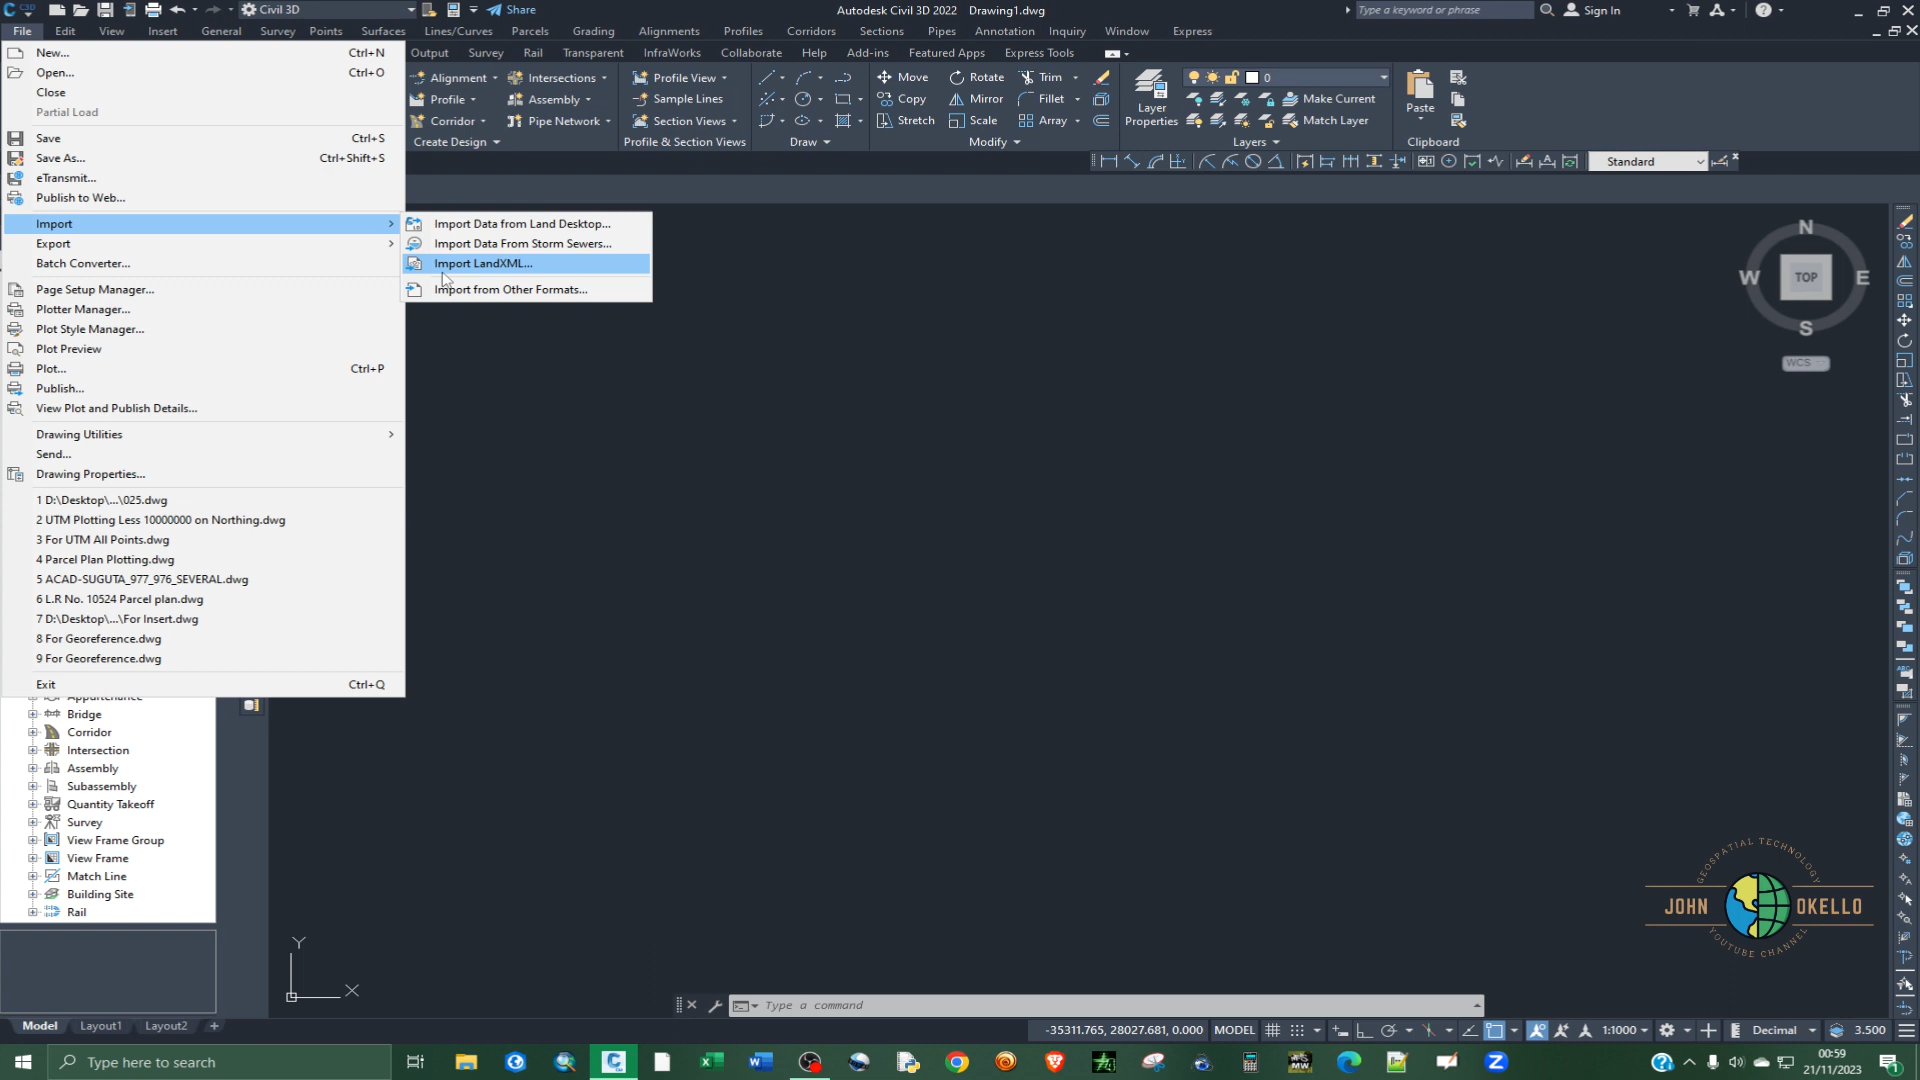 Civil 3D
Share
Autodesk Civil 3D 2022 Drawing1.dwg
Type a keyword or phrase
Sign In
File Edit View Insert General Survey Points Surfaces Lines/Curves Parcels Grading Alignments Profiles Corridors Sections Pipes Annotation Inquiry Window Express
Output Survey Rail Transparent InfraWorks Collaborate Help Add-ins Featured Apps Express Tools
Alignment Intersections Profile View Move Rotate Trim 0
Profile Assembly Sample Lines Copy Mirror Fillet Make Current
Corridor Pipe Network Section Views Stretch Scale Array Match Layer
Layer Properties
Paste
Create Design Profile & Section Views Draw Modify Layers Clipboard
Standard
New... Ctrl+N
Open... Ctrl+O
Close
Partial Load
Save Ctrl+S
Save As... Ctrl+Shift+S
eTransmit...
Publish to Web...
Import
Export
Batch Converter...
Page Setup Manager...
Plotter Manager...
Plot Style Manager...
Plot Preview
Plot... Ctrl+P
Publish...
View Plot and Publish Details...
Drawing Utilities
Send...
Drawing Properties...
1 D:\Desktop\...\025.dwg
2 UTM Plotting Less 10000000 on Northing.dwg
3 For UTM All Points.dwg
4 Parcel Plan Plotting.dwg
5 ACAD-SUGUTA_977_976_SEVERAL.dwg
6 L.R No. 10524 Parcel plan.dwg
7 D:\Desktop\...\For Insert.dwg
8 For Georeference.dwg
9 For Georeference.dwg
Exit Ctrl+Q
Import Data from Land Desktop...
Import Data From Storm Sewers...
Import LandXML...
Import from Other Formats...
N
W TOP E
S
WCS
Bridge
Corridor
Intersection
Assembly
Subassembly
Quantity Takeoff
Survey
View Frame Group
View Frame
Match Line
Building Site
Rail
Y
X
GEOSPATIAL TECHNOLOGY
JOHN OKELLO
YOUTUBE CHANNEL
Type a command
Model Layout1 Layout2 +
-35311.765, 28027.681, 0.000 MODEL 1:1000 Decimal 3.500
Type here to search
00:59
21/11/2023